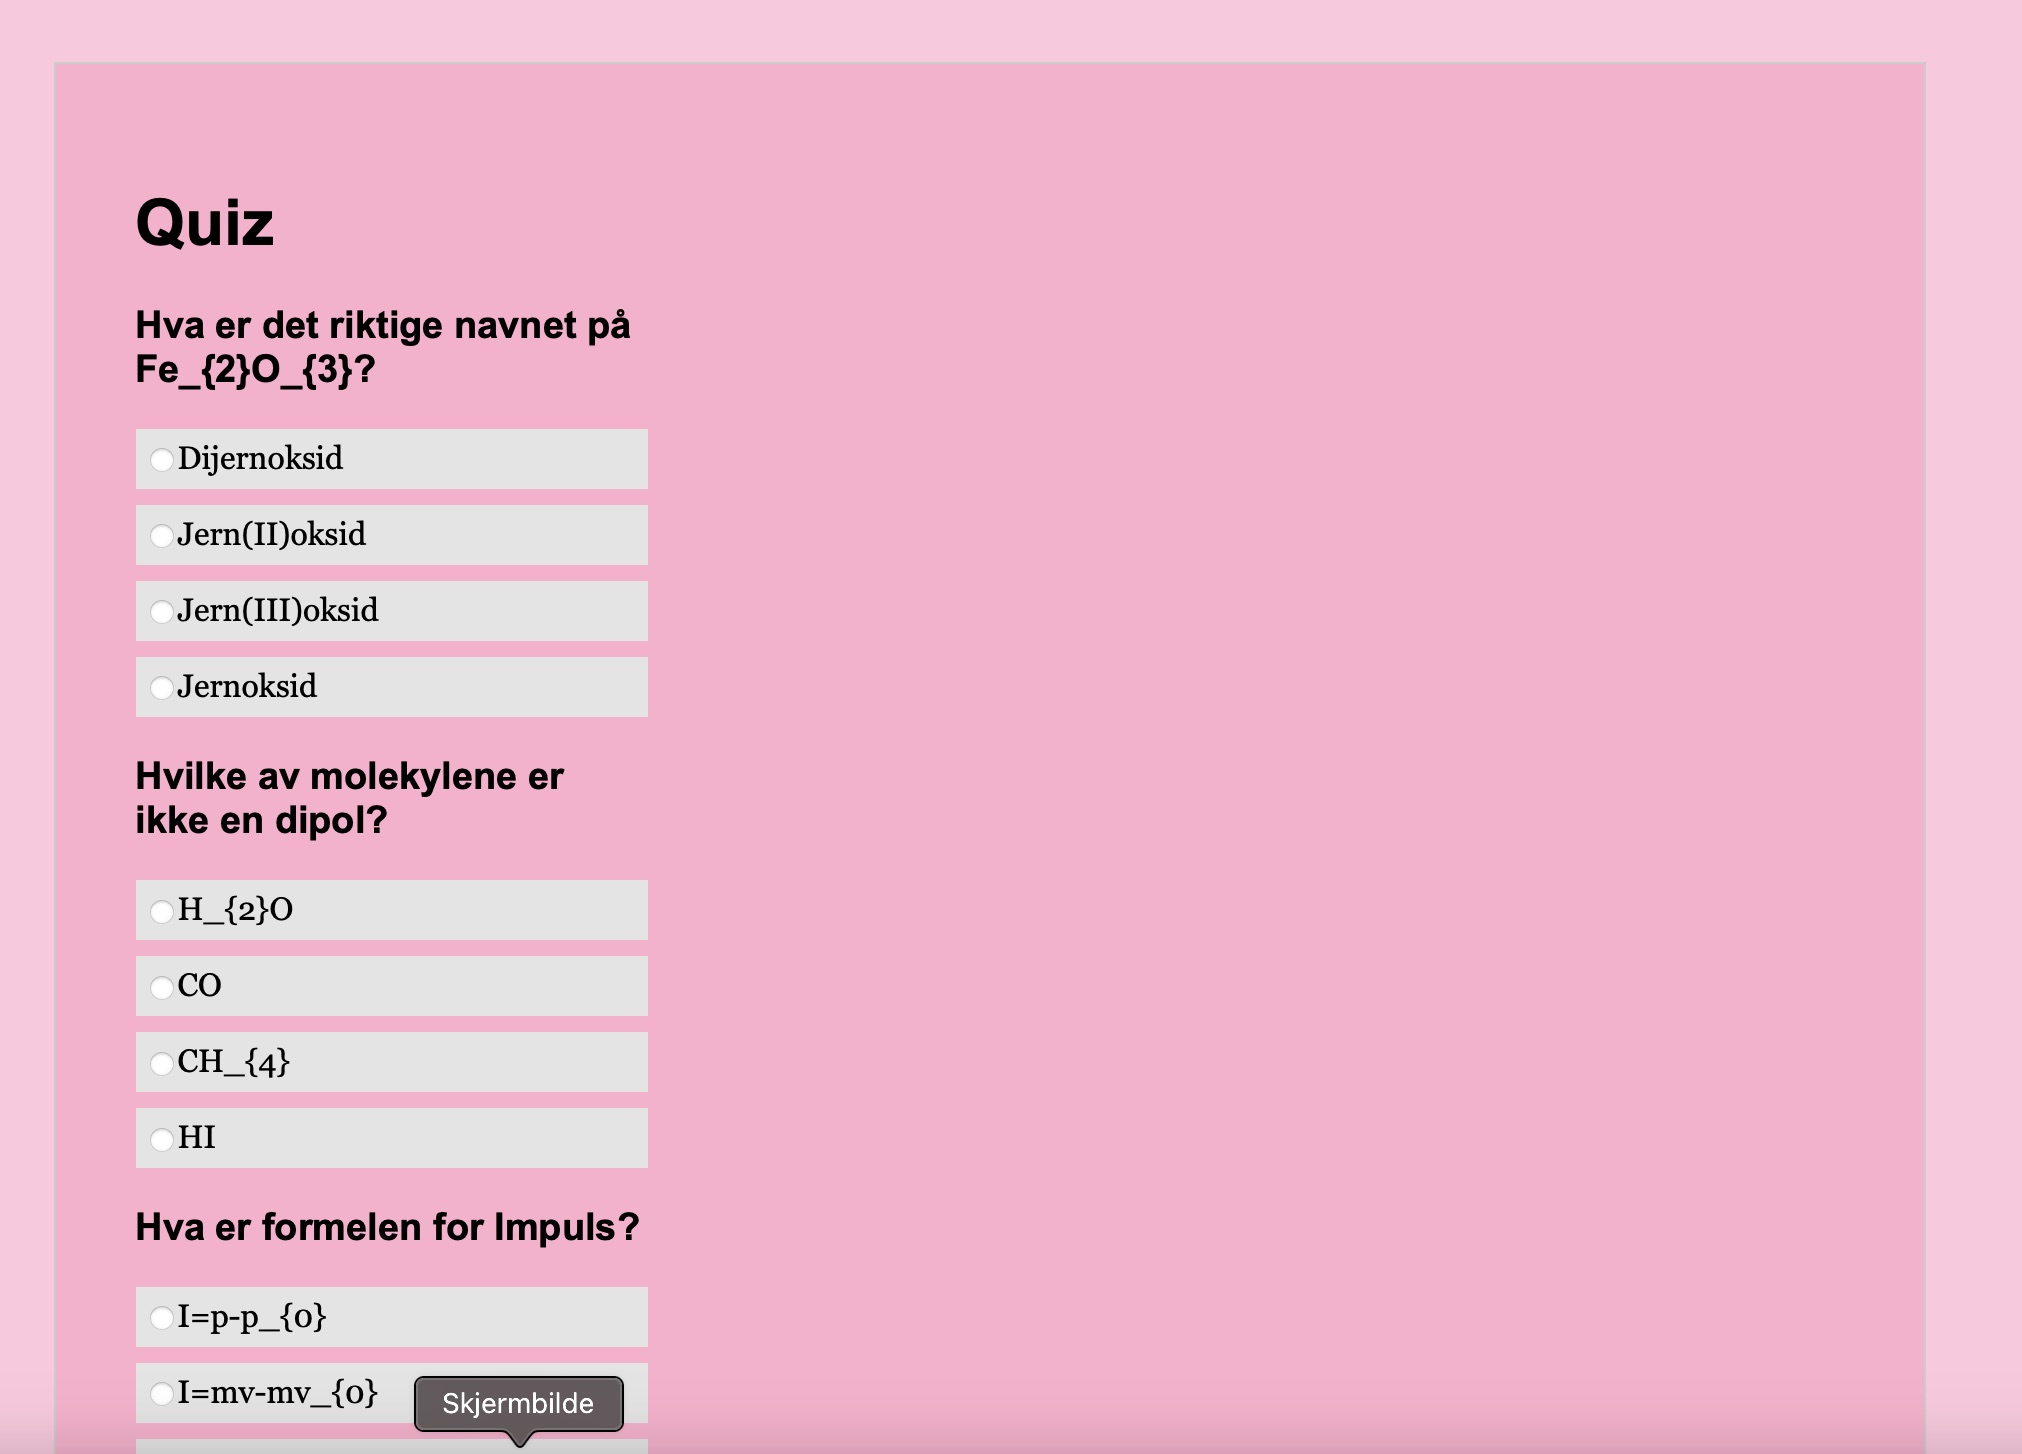 Quiz
Hva er det riktige navnet på
Fe_{2}O_{3}?
Dijernoksid
Jern(II)oksid
Jern(III)oksid
Jernoksid
Hvilke av molekylene er
ikke en dipol?
H_{2}O
CO
CH_{4}
HI
Hva er formelen for Impuls?
I=p-p_{0}
I=mv-mv_{0}
Skjermbilde